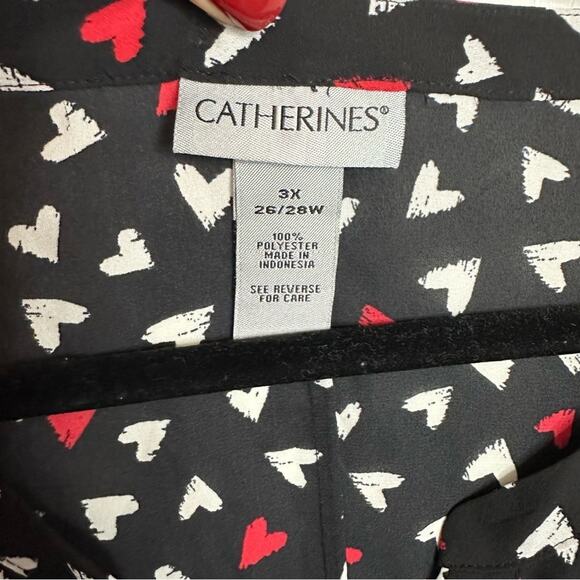 CATHERINES®
3X
26/28W
100%
POLYESTER
MADE IN
INDONESIA
SEE REVERSE
FOR CARE